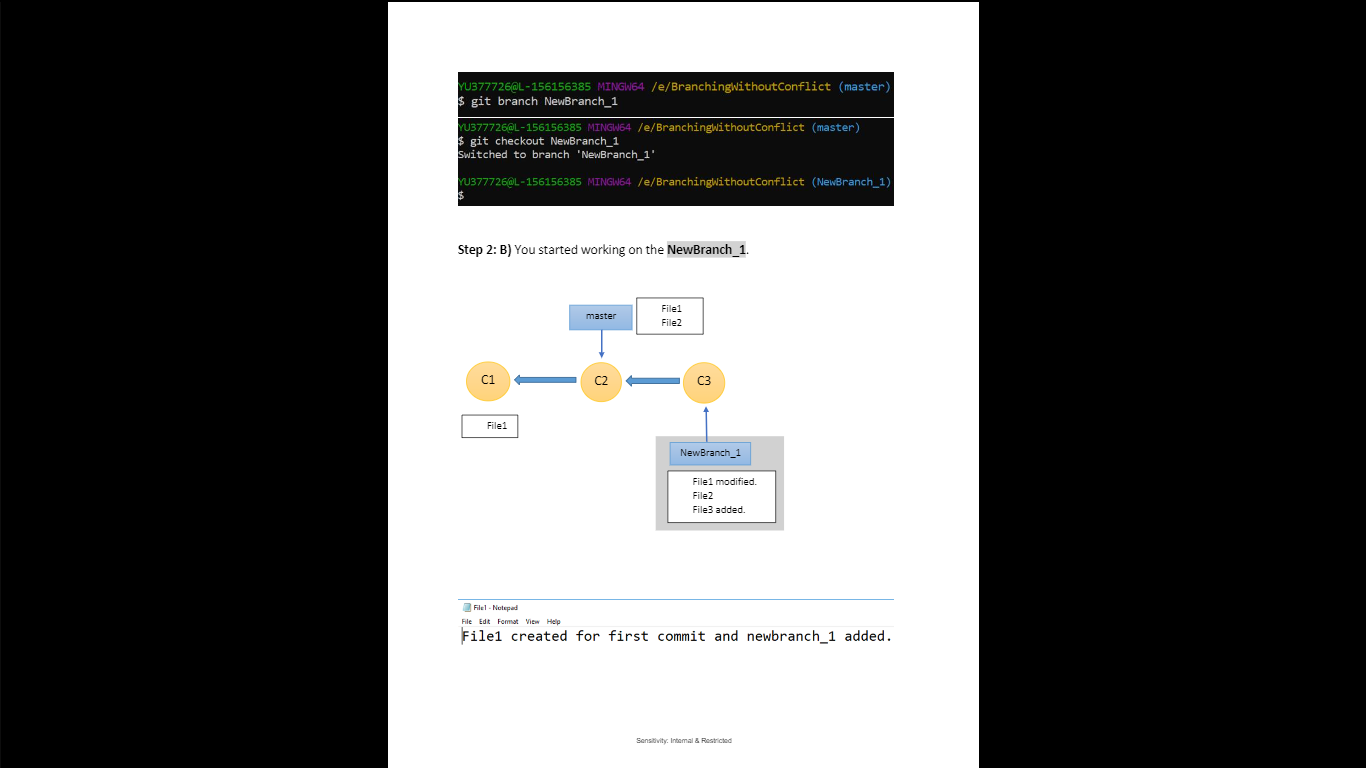 YU377726@L-156156385 MINGW64 /e/BranchingWithoutConflict (master)
$ git branch NewBranch_1
YU377726@L-156156385 MINGW64 /e/BranchingWithoutConflict (master)
$ git checkout NewBranch_1
Switched to branch 'NewBranch_1'
YU377726@L-156156385 MINGW64 /e/BranchingWithoutConflict (NewBranch_1)
$
Step 2: B) You started working on the NewBranch_1.
master
File1
File2
C1
C2
C3
File1
NewBranch_1
File1 modified.
File2
File3 added.
File1 - Notepad
File Edit Format View Help
File1 created for first commit and newbranch_1 added.
Sensitivity: Internal & Restricted